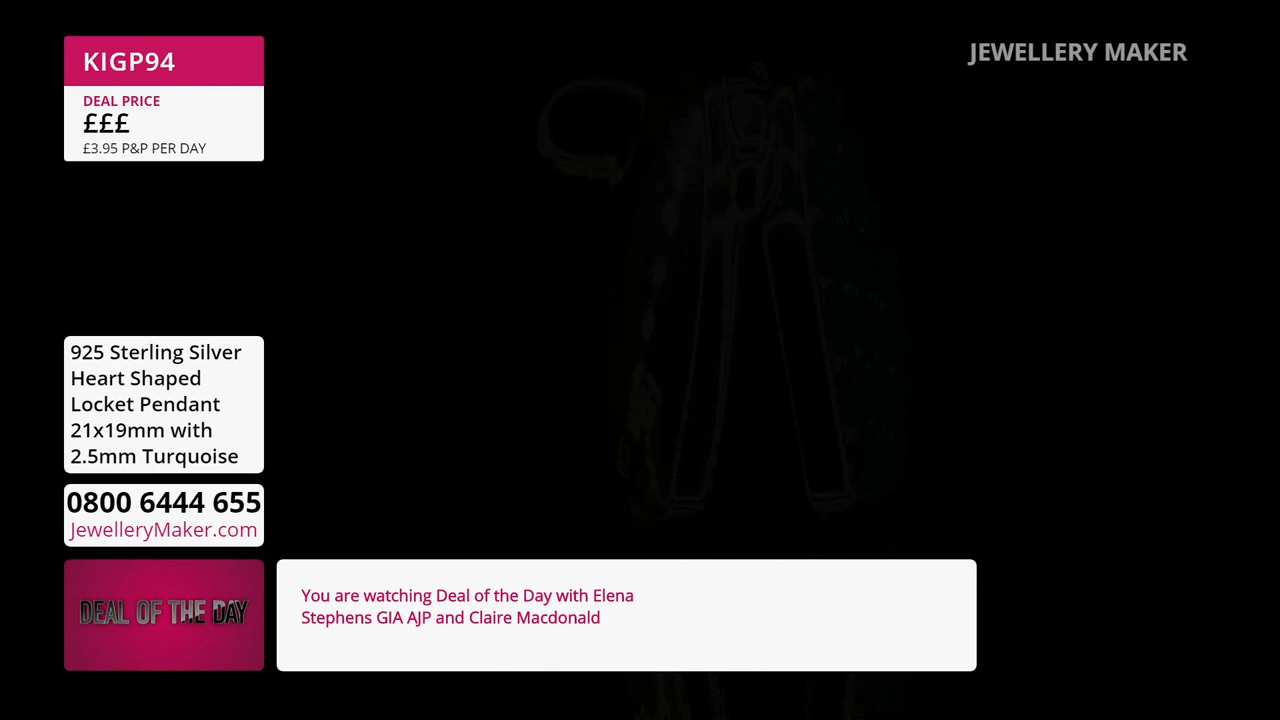 KIGP94
DEAL PRICE
£££
£3.95 P&P PER DAY
JEWELLERY MAKER
925 Sterling Silver
Heart Shaped
Locket Pendant
21x19mm with
2.5mm Turquoise
0800 6444 655
JewelleryMaker.com
DEAL OF THE DAY
You are watching Deal of the Day with Elena
Stephens GIA AJP and Claire Macdonald